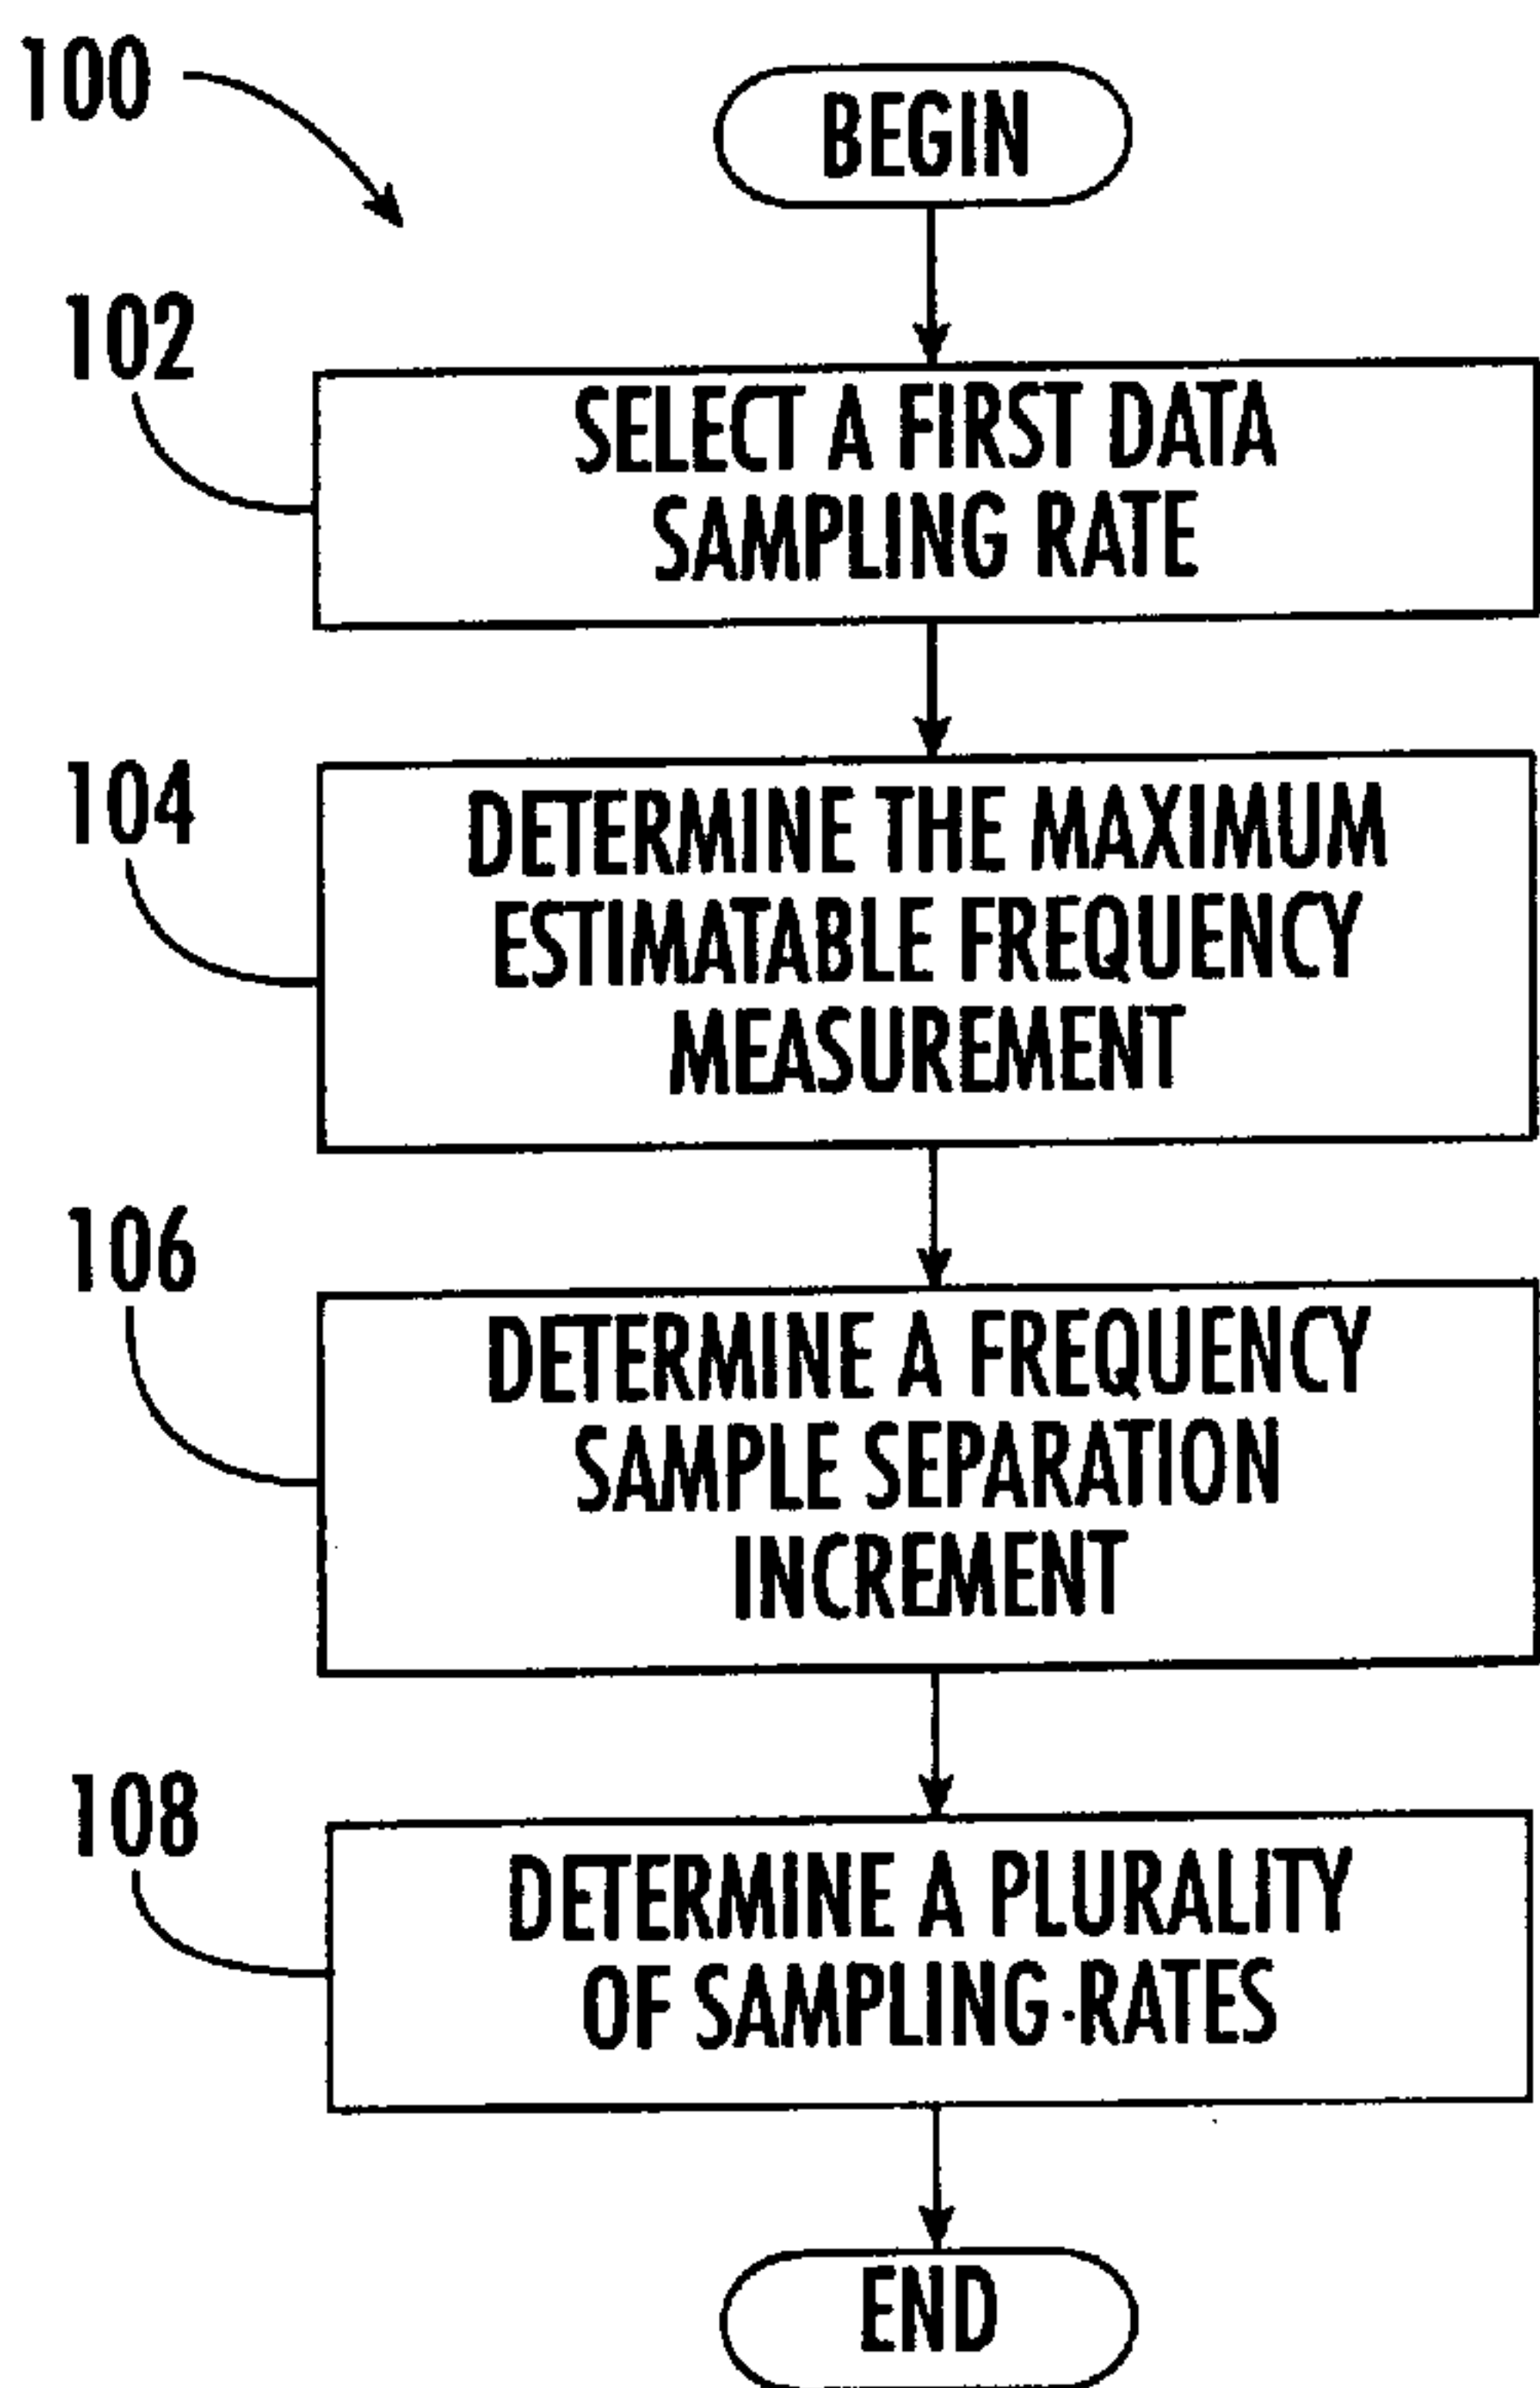 100
BEGIN
102
SELECT A FIRST DATA
SAMPLING RATE
104
DETERMINE THE MAXIMUM
ESTIMATABLE FREQUENCY
MEASUREMENT
106
DETERMINE A FREQUENCY
SAMPLE SEPARATION
INCREMENT
108
DETERMINE A PLURALITY
OF SAMPLING RATES
END